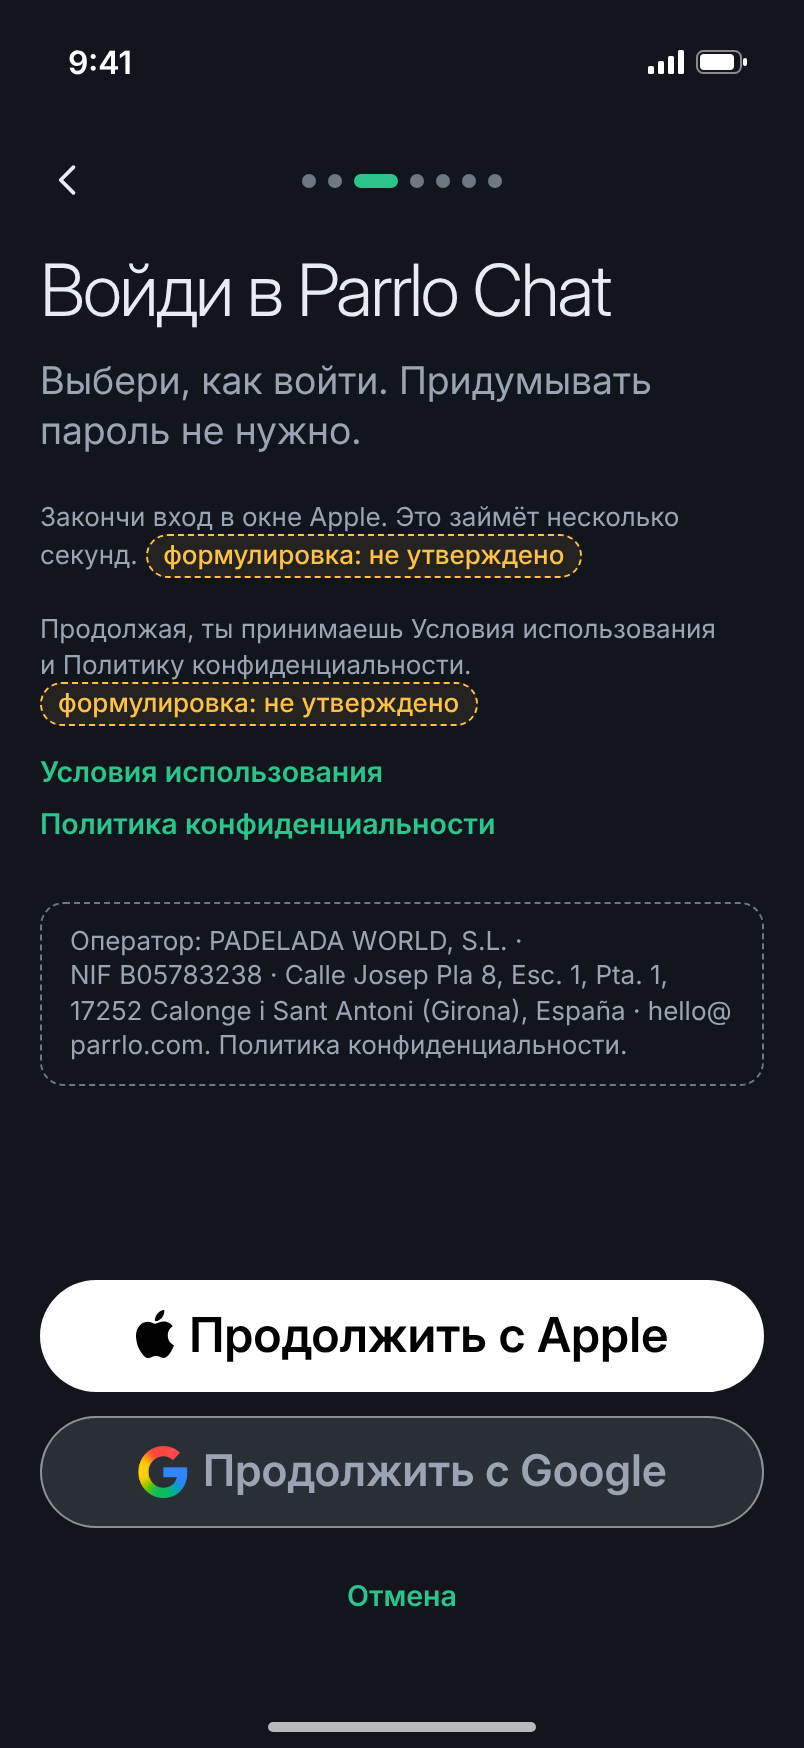 9:41
Войди в Parrlo Chat
Выбери, как войти. Придумывать
пароль не нужно.
Закончи вход в окне Apple. Это займёт несколько
секунд. формулировка: не утверждено
Продолжая, ты принимаешь Условия использования
и Политику конфиденциальности.
формулировка: не утверждено
Условия использования
Политика конфиденциальности
Оператор: PADELADA WORLD, S.L. ·
NIF B05783238 · Calle Josep Pla 8, Esc. 1, Pta. 1,
17252 Calonge i Sant Antoni (Girona), España · hello@
parrlo.com. Политика конфиденциальности.
Продолжить с Apple
Продолжить с Google
Отмена